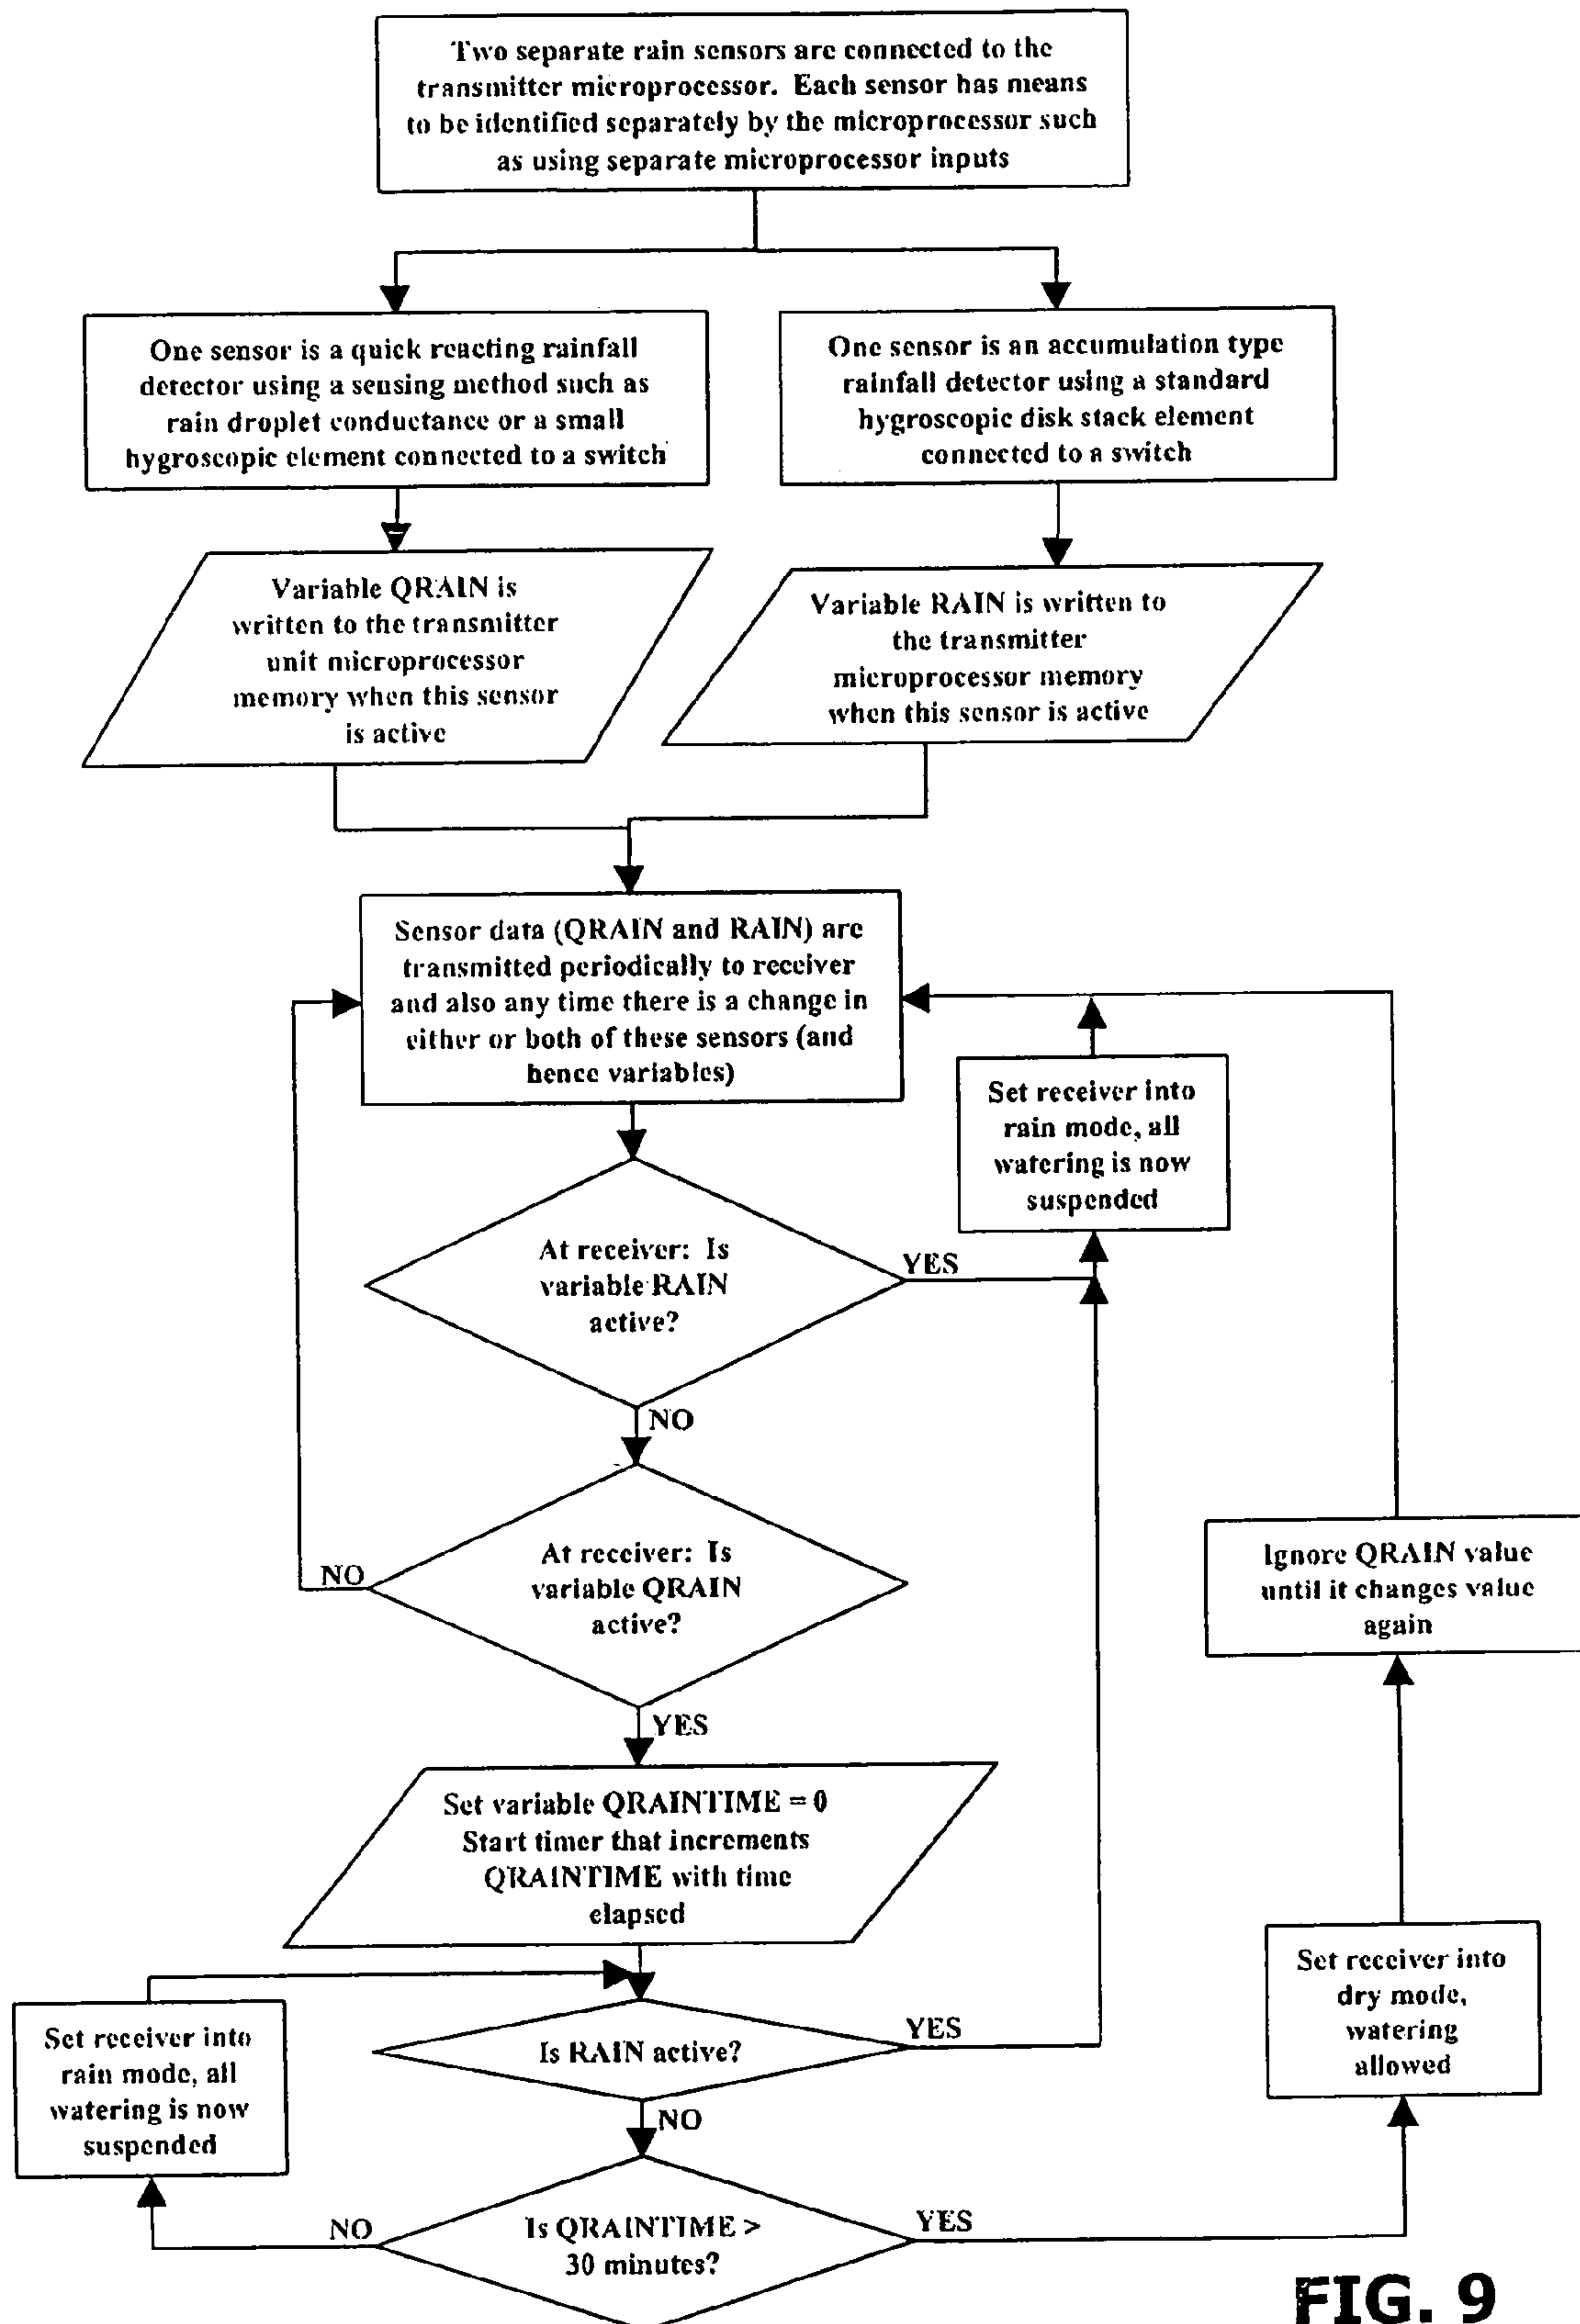 Two separate rain sensors are connected to the
transmitter microprocessor. Each sensor has means
to be identified separately by the microprocessor such
as using separate microprocessor inputs
One sensor is a quick reacting rainfall
detector using a sensing method such as
rain droplet conductance or a small
hygroscopic element connected to a switch
One sensor is an accumulation type
rainfall detector using a standard
hygroscopic disk stack element
connected to a switch
Variable QRAIN is
written to the transmitter
unit microprocessor
memory when this sensor
is active
Variable RAIN is written to
the transmitter
microprocessor memory
when this sensor is active
Sensor data (QRAIN and RAIN) are
transmitted periodically to receiver
and also any time there is a change in
either or both of these sensors (and
hence variables)
Set receiver into
rain mode, all
watering is now
suspended
At receiver: Is
variable RAIN
active?
YES
NO
At receiver: Is
variable QRAIN
active?
NO
YES
Ignore QRAIN value
until it changes value
again
Set variable QRAINTIME = 0
Start timer that increments
QRAINTIME with time
elapsed
Set receiver into
rain mode, all
watering is now
suspended
Is RAIN active?
YES
NO
Set receiver into
dry mode,
watering
allowed
Is QRAINTIME >
30 minutes?
NO
YES
FIG. 9